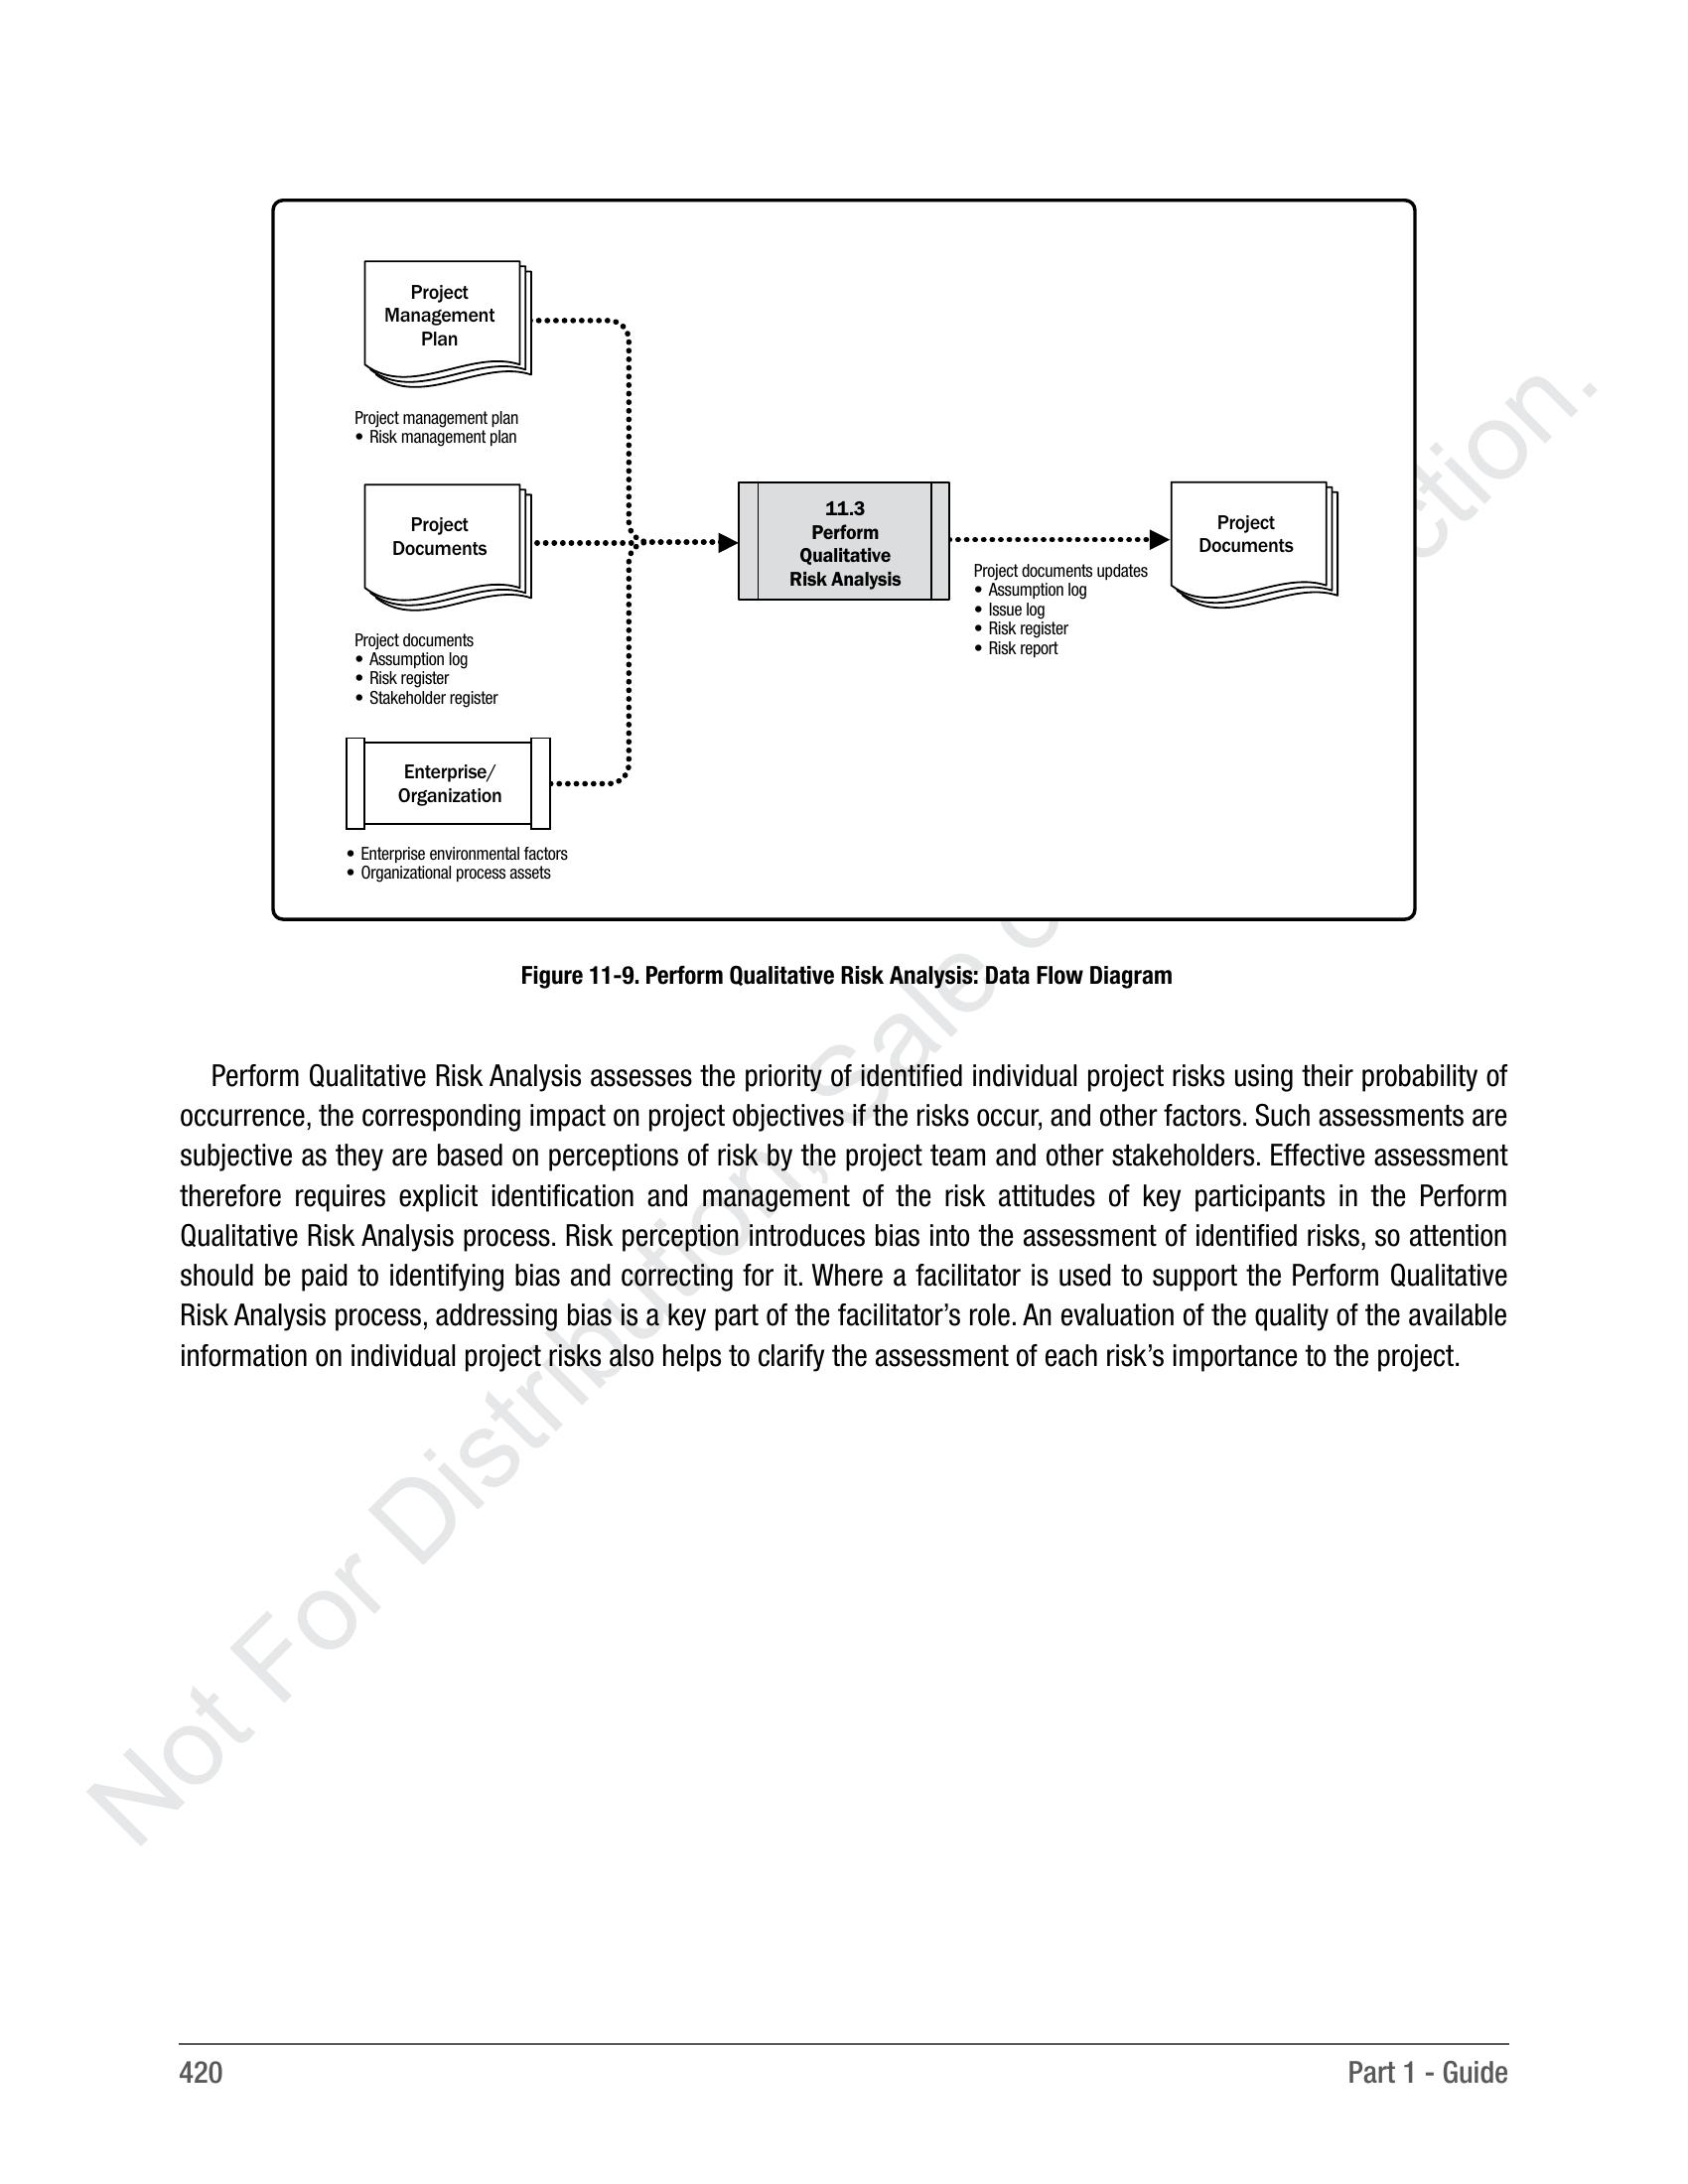 Project
Management
Plan
Project management plan
• Risk management plan
Project
Documents
Project documents
• Assumption log
• Risk register
• Stakeholder register
Enterprise/
Organization
• Enterprise environmental factors
• Organizational process assets
11.3
Perform
Qualitative
Risk Analysis
Project documents updates
• Assumption log
• Issue log
• Risk register
• Risk report
Project
Documents
Figure 11-9. Perform Qualitative Risk Analysis: Data Flow Diagram
Perform Qualitative Risk Analysis assesses the priority of identified individual project risks using their probability of
occurrence, the corresponding impact on project objectives if the risks occur, and other factors. Such assessments are
subjective as they are based on perceptions of risk by the project team and other stakeholders. Effective assessment
therefore requires explicit identification and management of the risk attitudes of key participants in the Perform
Qualitative Risk Analysis process. Risk perception introduces bias into the assessment of identified risks, so attention
should be paid to identifying bias and correcting for it. Where a facilitator is used to support the Perform Qualitative
Risk Analysis process, addressing bias is a key part of the facilitator’s role. An evaluation of the quality of the available
information on individual project risks also helps to clarify the assessment of each risk’s importance to the project.
Not For Distribution, Sale
420
Part 1 - Guide